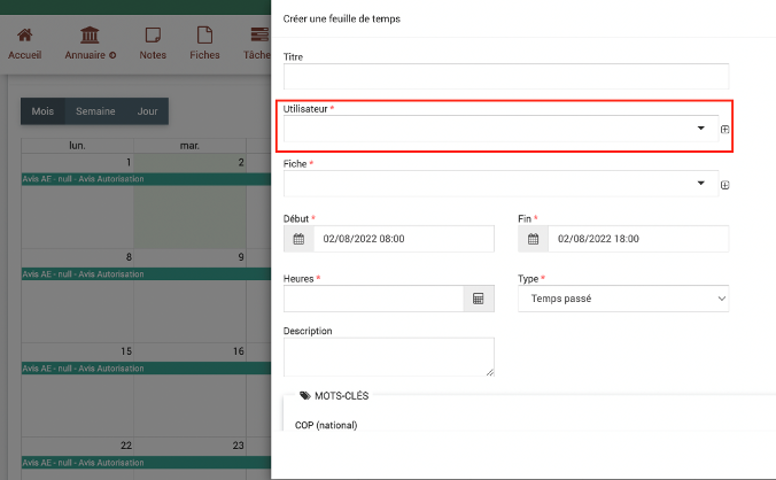 Créer une feuille de temps
Accueil
Annuaire
Notes
Fiches
Tâche
Titre
Mois Semaine Jour
Utilisateur *
lun. mar.
1 2
Avis AE - null - Avis Autorisation
Fiche *
Début * Fin *
02/08/2022 08:00 02/08/2022 18:00
8 9
Avis AE - null - Avis Autorisation
Heures * Type *
Temps passé
Description
15 16
Avis AE - null - Avis Autorisation
MOTS-CLÉS
COP (national)
22 23
Avis AE - null - Avis Autorisation